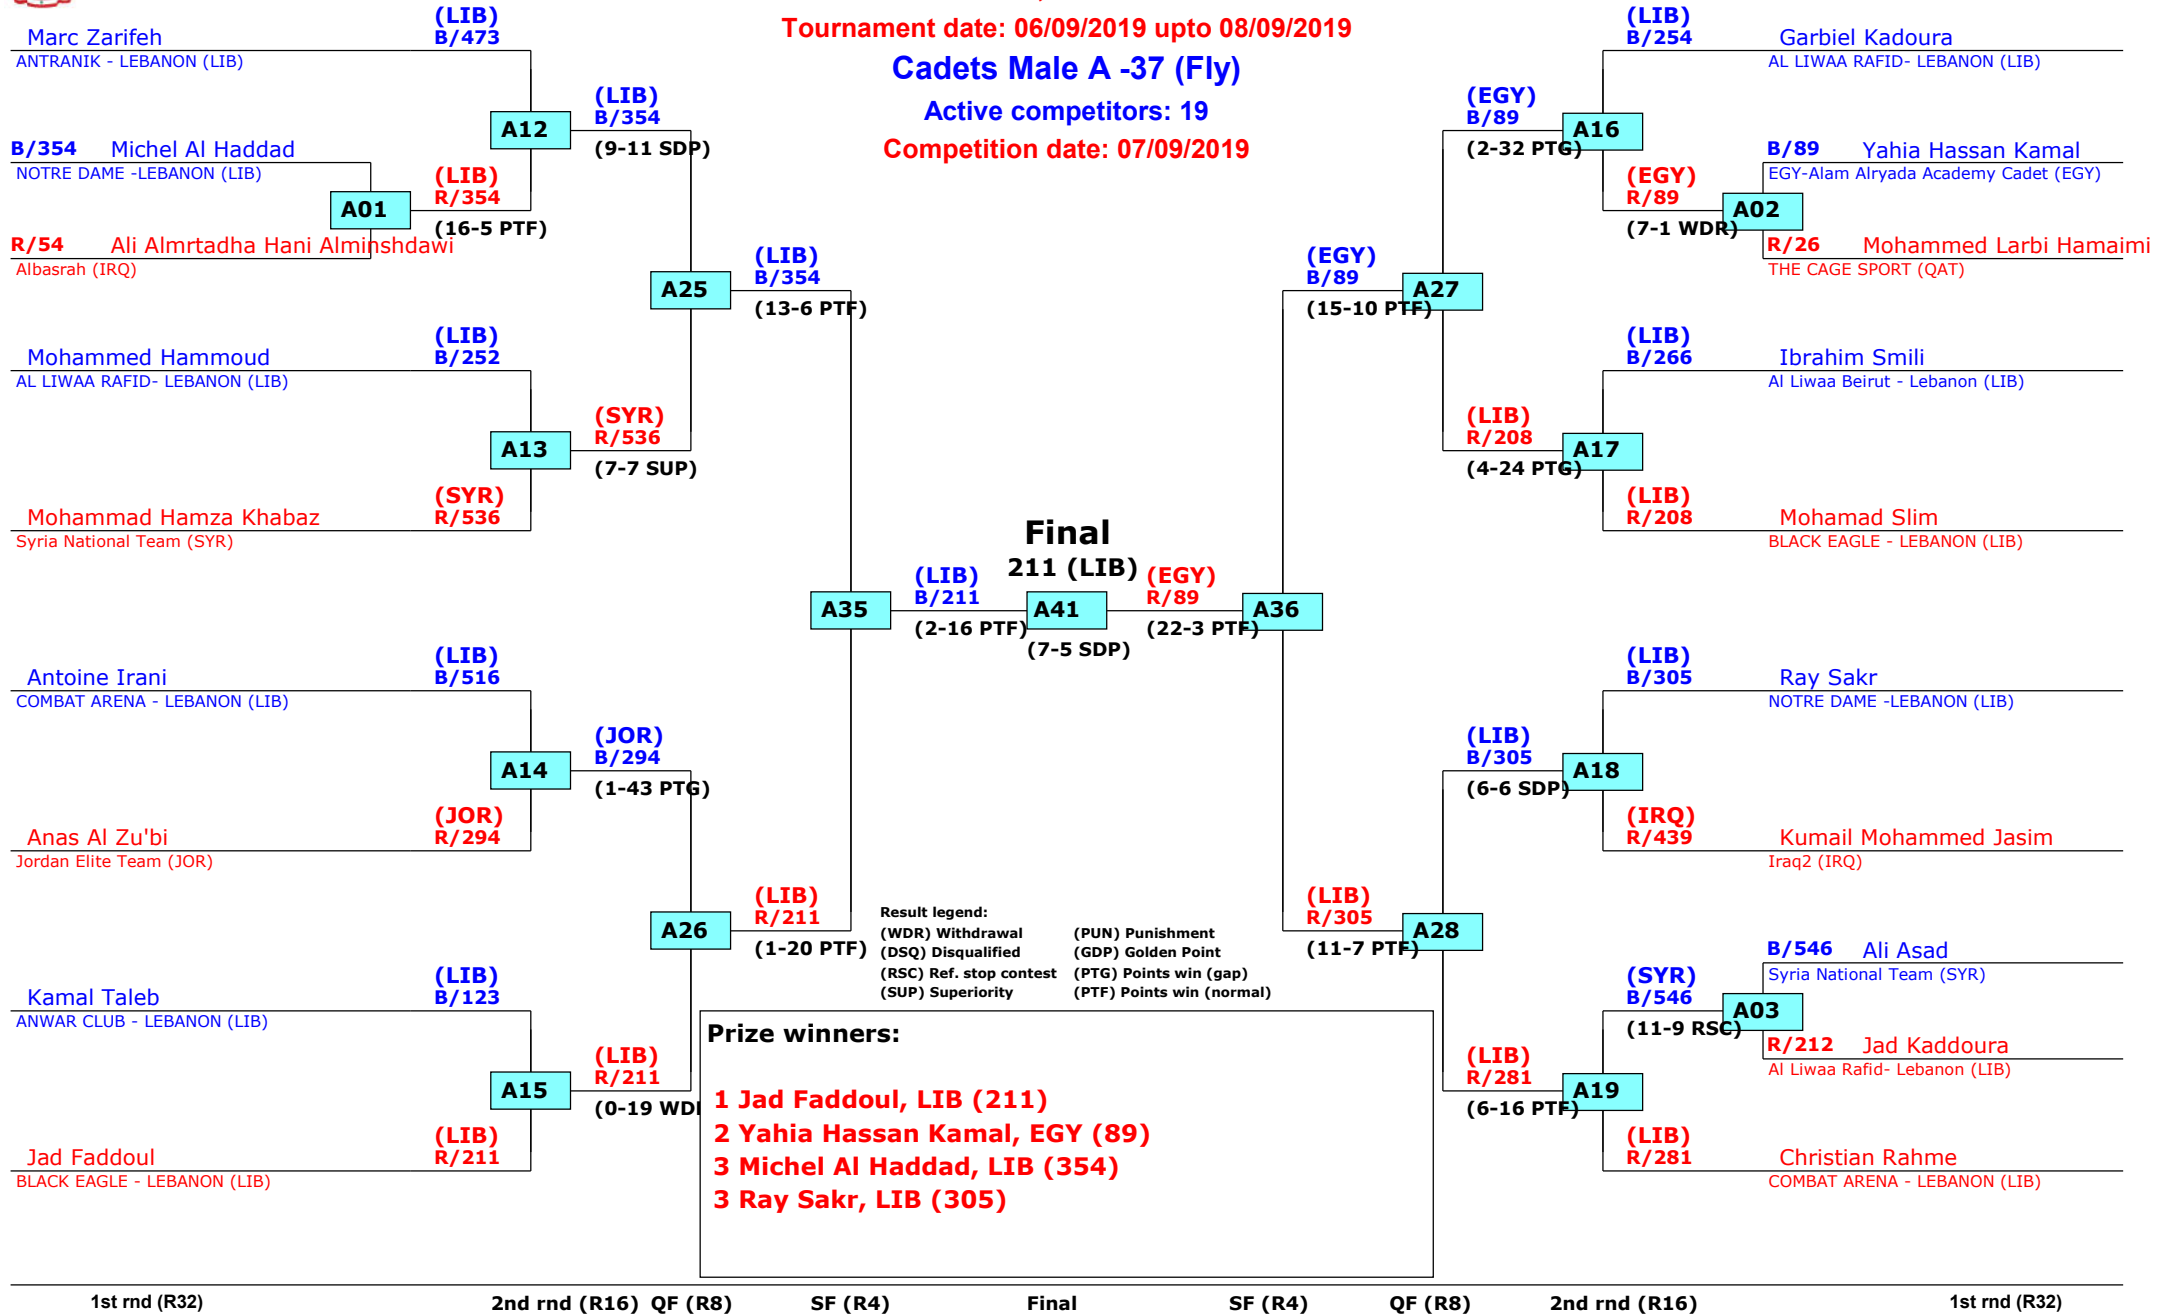 Tournament date: 06/09/2019 upto 08/09/2019
Cadets Male A -37 (Fly)
Active competitors: 19
Competition date: 07/09/2019
(LIB)
Marc Zarifeh B/473
ANTRANIK - LEBANON (LIB)
(LIB)
A12 B/354
(9-11 SDP)
B/354 Michel Al Haddad
NOTRE DAME -LEBANON (LIB)
(LIB)
A01 R/354
(16-5 PTF)
R/54 Ali Almrtadha Hani Alminshdawi
Albasrah (IRQ)
(LIB)
A25 B/354
(13-6 PTF)
(LIB)
Mohammed Hammoud B/252
AL LIWAA RAFID- LEBANON (LIB)
(SYR)
A13 R/536
(7-7 SUP)
(SYR)
Mohammad Hamza Khabaz R/536
Syria National Team (SYR)
(LIB)
Antoine Irani B/516
COMBAT ARENA - LEBANON (LIB)
(JOR)
A14 B/294
(1-43 PTG)
(JOR)
Anas Al Zu'bi R/294
Jordan Elite Team (JOR)
(LIB)
A26 R/211
(1-20 PTF)
(LIB)
Kamal Taleb B/123
ANWAR CLUB - LEBANON (LIB)
(LIB)
A15 R/211
(0-19 WD
(LIB)
Jad Faddoul R/211
BLACK EAGLE - LEBANON (LIB)
Final
211 (LIB)
(LIB)
A35 B/211
(2-16 PTF)
A41
(7-5 SDP)
(EGY)
R/89 A36
(22-3 PTF)
(LIB)
B/254 Garbiel Kadoura
AL LIWAA RAFID- LEBANON (LIB)
(EGY)
B/89 A16
(2-32 PTG)
B/89 Yahia Hassan Kamal
EGY-Alam Alryada Academy Cadet (EGY)
(EGY)
R/89 A02
(7-1 WDR)
R/26 Mohammed Larbi Hamaimi
THE CAGE SPORT (QAT)
(EGY)
B/89 A27
(15-10 PTF)
(LIB)
B/266 Ibrahim Smili
Al Liwaa Beirut - Lebanon (LIB)
(LIB)
R/208 A17
(4-24 PTG)
(LIB)
R/208 Mohamad Slim
BLACK EAGLE - LEBANON (LIB)
(LIB)
B/305 Ray Sakr
NOTRE DAME -LEBANON (LIB)
(LIB)
B/305 A18
(6-6 SDP)
(IRQ)
R/439 Kumail Mohammed Jasim
Iraq2 (IRQ)
(LIB)
R/305 A28
(11-7 PTF)
B/546 Ali Asad
Syria National Team (SYR)
(SYR)
B/546 A03
(11-9 RSC)
R/212 Jad Kaddoura
Al Liwaa Rafid- Lebanon (LIB)
(LIB)
R/281 A19
(6-16 PTF)
(LIB)
R/281 Christian Rahme
COMBAT ARENA - LEBANON (LIB)
Result legend:
(WDR) Withdrawal (PUN) Punishment
(DSQ) Disqualified (GDP) Golden Point
(RSC) Ref. stop contest (PTG) Points win (gap)
(SUP) Superiority (PTF) Points win (normal)
Prize winners:
1 Jad Faddoul, LIB (211)
2 Yahia Hassan Kamal, EGY (89)
3 Michel Al Haddad, LIB (354)
3 Ray Sakr, LIB (305)
1st rnd (R32) 2nd rnd (R16) QF (R8) SF (R4) Final SF (R4) QF (R8) 2nd rnd (R16) 1st rnd (R32)